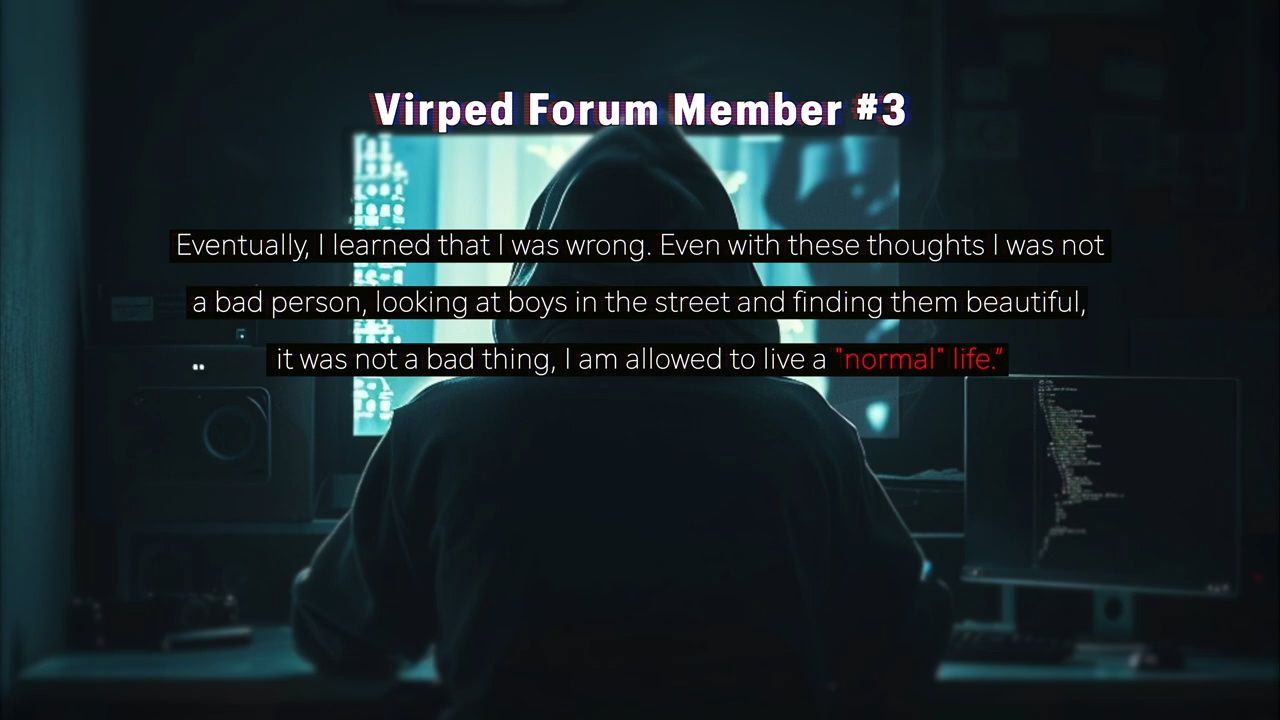 Virped Forum Member #3
Eventually, I learned that I was wrong. Even with these thoughts I was not
a bad person, looking at boys in the street and finding them beautiful,
it was not a bad thing, I am allowed to live a "normal" life.”